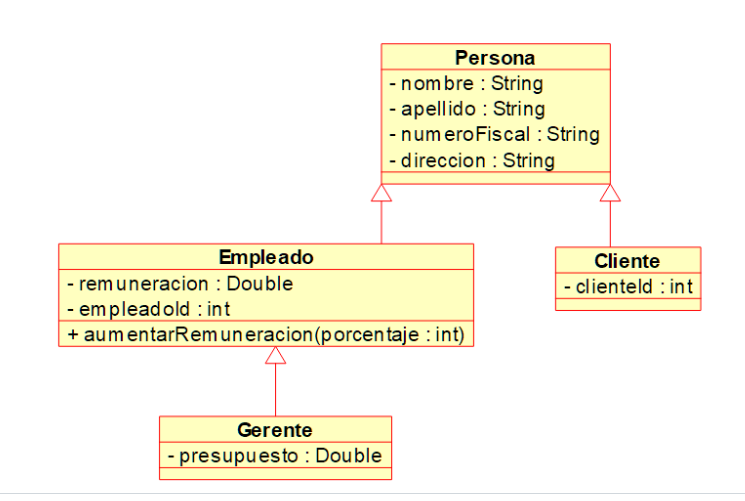 Persona
- nombre : String
- apellido : String
- numeroFiscal : String
- direccion : String
Empleado
- remuneracion : Double
- empleadoId : int
+ aumentarRemuneracion(porcentaje : int)
Cliente
- clienteId : int
Gerente
- presupuesto : Double